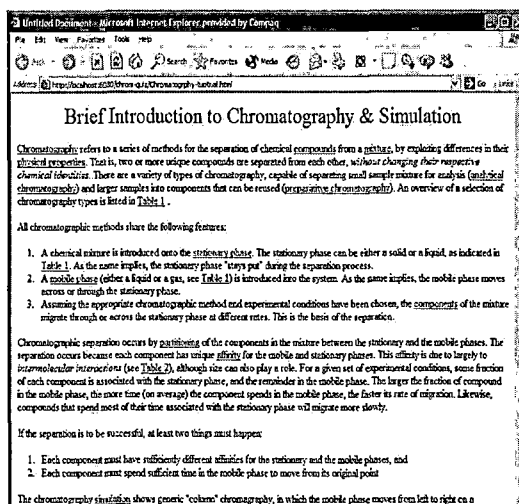 Untitled Document - Microsoft Internet Explorer provided by Compaq
File Edit View Favorites Tools Help
Search Favorites Media
Address
Go Links
Brief Introduction to Chromatography & Simulation
Chromatography refers to a series of methods for the separation of chemical compounds from a mixture, by exploiting differences in their
physical properties. That is, two or more unique compounds are separated from each other, without changing their respective
chemical identities. There are a variety of types of chromatography, capable of separating small sample mixture for analysis (analytical
chromatography) and larger samples into components that can be reused (preparative chromatography). An overview of a selection of
chromatography types is listed in Table 1 .
All chromatographic methods share the following features:
1. A chemical mixture is introduced onto the stationary phase. The stationary phase can be either a solid or a liquid, as indicated in
Table 1. As the name implies, the stationary phase "stays put" during the separation process.
2. A mobile phase (either a liquid or a gas, see Table 1) is introduced into the system. As the name implies, the mobile phase moves
across or through the stationary phase.
3. Assuming the appropriate chromatographic method and experimental conditions have been chosen, the components of the mixture
migrate through or across the stationary phase at different rates. This is the basis of the separation.
Chromatographic separation occurs by partitioning of the components in the mixture between the stationary and the mobile phases. The
separation occurs because each component has unique affinity for the mobile and stationary phases. This affinity is due to largely to
intermolecular interactions (see Table 2), although size can also play a role. For a given set of experimental conditions, some fraction
of each component is associated with the stationary phase, and the remainder in the mobile phase. The larger the fraction of compound
in the mobile phase, the more time (on average) the component spends in the mobile phase, the faster its rate of migration. Likewise,
compounds that spend most of their time associated with the stationary phase will migrate more slowly.
If the separation is to be successful, at least two things must happen:
1. Each component must have sufficiently different affinities for the stationary and the mobile phases, and
2. Each component must spend sufficient time in the mobile phase to move from its original point
The chromatography simulation shows generic "column" chromatography, in which the mobile phase moves from left to right on a